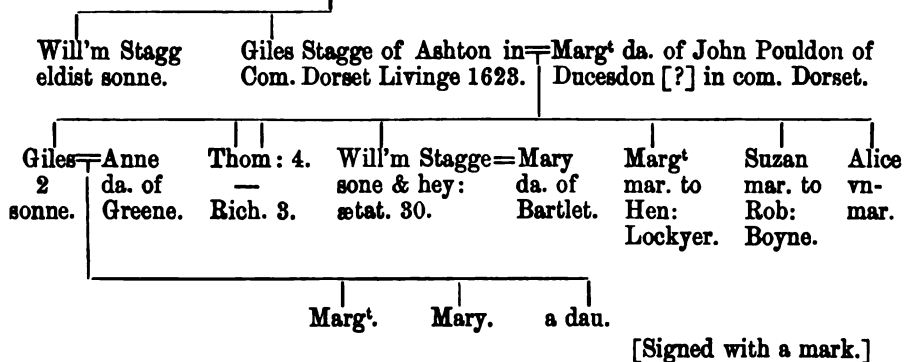 Will'm Stagg
eldist sonne.
Giles Stagge of Ashton in
Com. Dorset Livinge 1623.
Margᵗ da. of John Pouldon of
Ducesdon [?] in com. Dorset.
Giles
2
sonne.
Anne
da. of
Greene.
Thom: 4.
—
Rich. 3.
Will'm Stagge=Mary
sone & hey:
ætat. 30.
da. of
Bartlet.
Margᵗ
mar. to
Hen:
Lockyer.
Suzan
mar. to
Rob:
Boyne.
Alice
vn-
mar.
Margᵗ.
Mary.
a dau.
[Signed with a mark.]